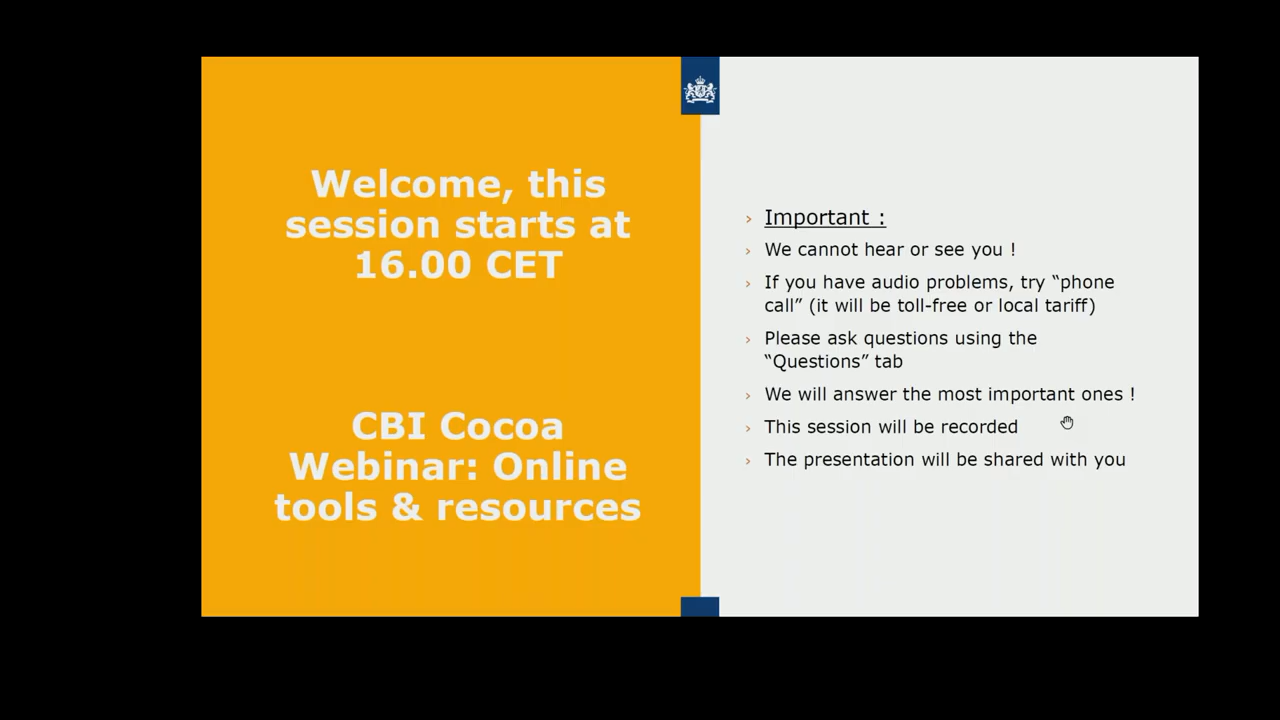 Welcome, this
session starts at
16.00 CET
CBI Cocoa
Webinar: Online
tools & resources
› Important :
› We cannot hear or see you !
› If you have audio problems, try “phone
call” (it will be toll-free or local tariff)
› Please ask questions using the
“Questions” tab
› We will answer the most important ones !
› This session will be recorded
› The presentation will be shared with you